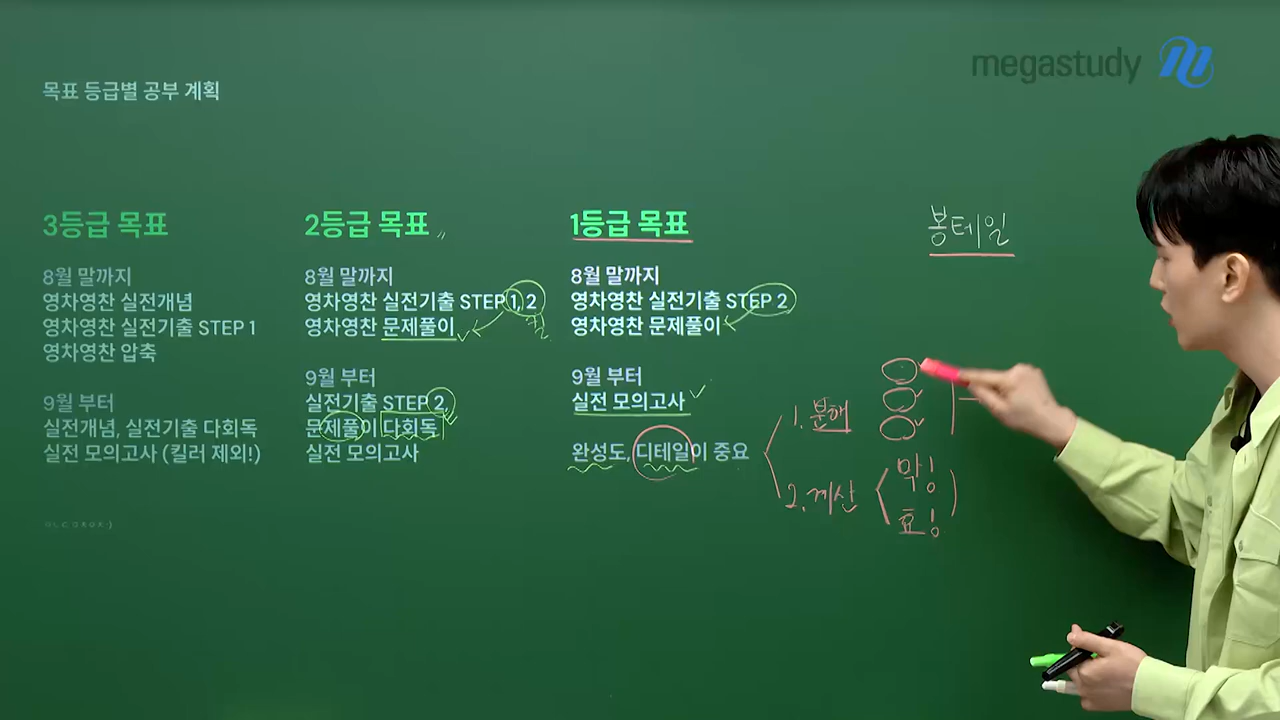 megastudy
목표 등급별 공부 계획
3등급 목표
8월 말까지
영차영찬 실전개념
영차영찬 실전기출 STEP 1
영차영찬 압축
9월 부터
실전개념, 실전기출 다회독
실전 모의고사 (킬러 제외!)
2등급 목표
8월 말까지
영차영찬 실전기출 STEP 1, 2
영차영찬 문제풀이
9월 부터
실전기출 STEP 2,
문제풀이 다회독
실전 모의고사
1등급 목표
8월 말까지
영차영찬 실전기출 STEP 2
영차영찬 문제풀이
9월 부터
실전 모의고사
완성도, 디테일이 중요
봉테일
1. 분해
2. 계산
막!
효!